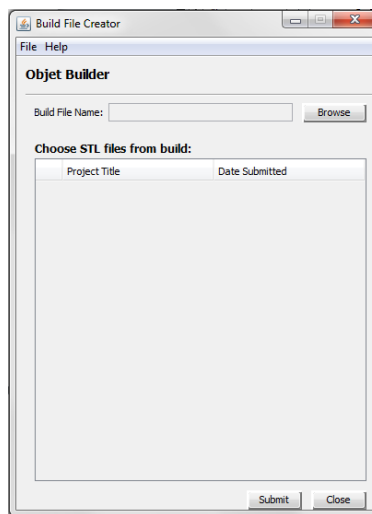 Build File Creator
File Help
Objet Builder
Build File Name: Browse
Choose STL files from build:
Project Title Date Submitted
Submit Close